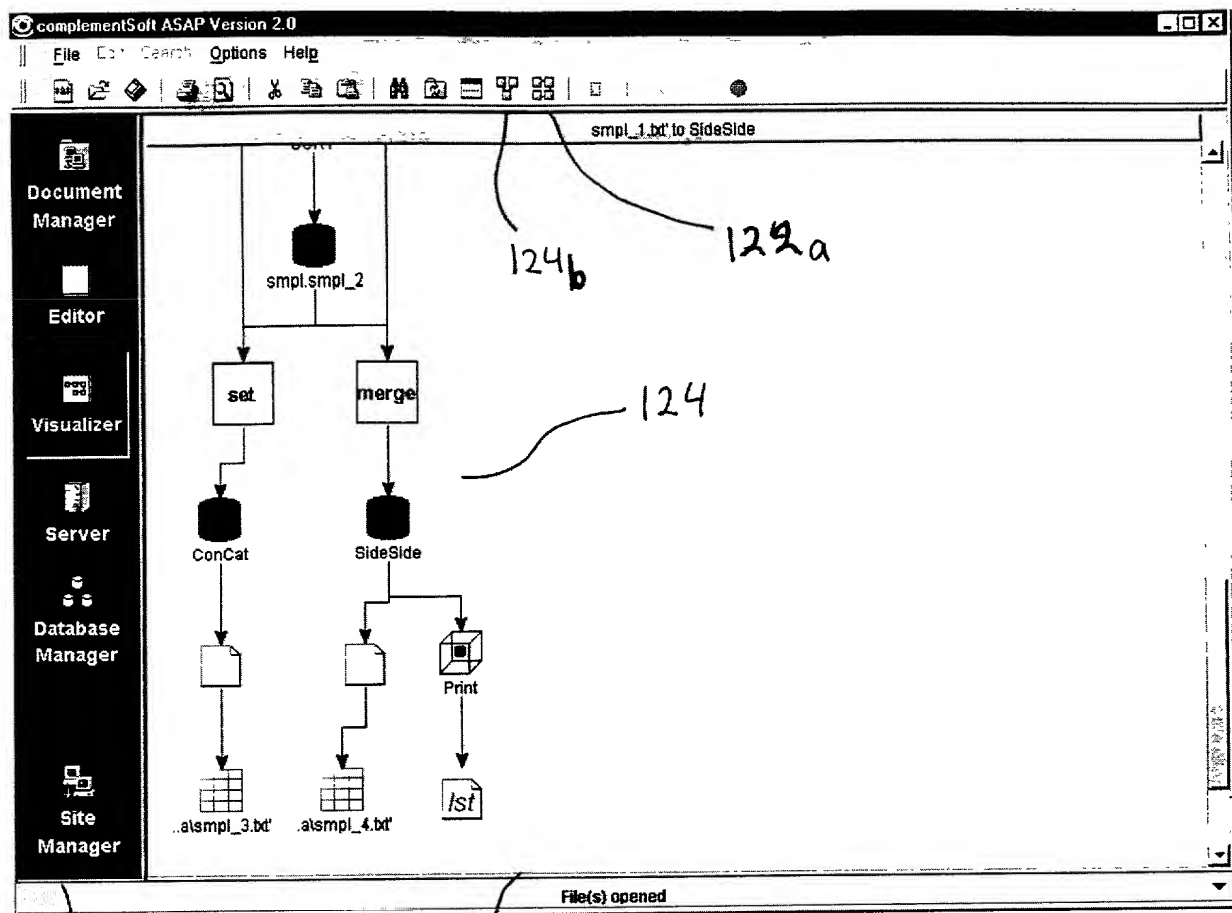 complementSoft ASAP Version 2.0
File Edit Search Options Help
smpl_1.txt' to SideSide
Document
Manager
Editor
Visualizer
Server
Database
Manager
Site
Manager
smpl.smpl_2
124b
122a
set
merge
124
ConCat
SideSide
Print
..a\smpl_3.txt'
.a\smpl_4.txt'
lst
File(s) opened